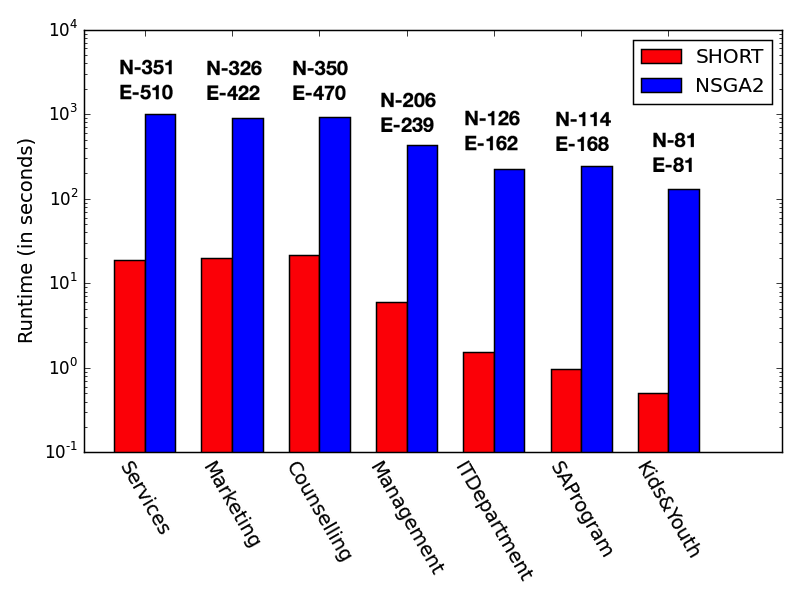 10^4
10^3
10^2
10^1
10^0
10^-1
Runtime (in seconds)
SHORT
NSGA2
N-351
E-510
N-326
E-422
N-350
E-470
N-206
E-239
N-126
E-162
N-114
E-168
N-81
E-81
Services
Marketing
Counselling
Management
ITDepartment
SAProgram
Kids&Youth